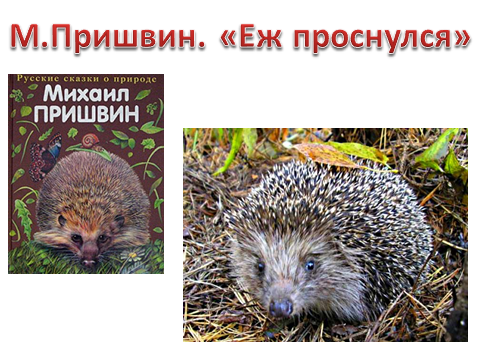 М.Пришвин. «Еж проснулся»
Русские сказки о природе
Михаил
ПРИШВИН